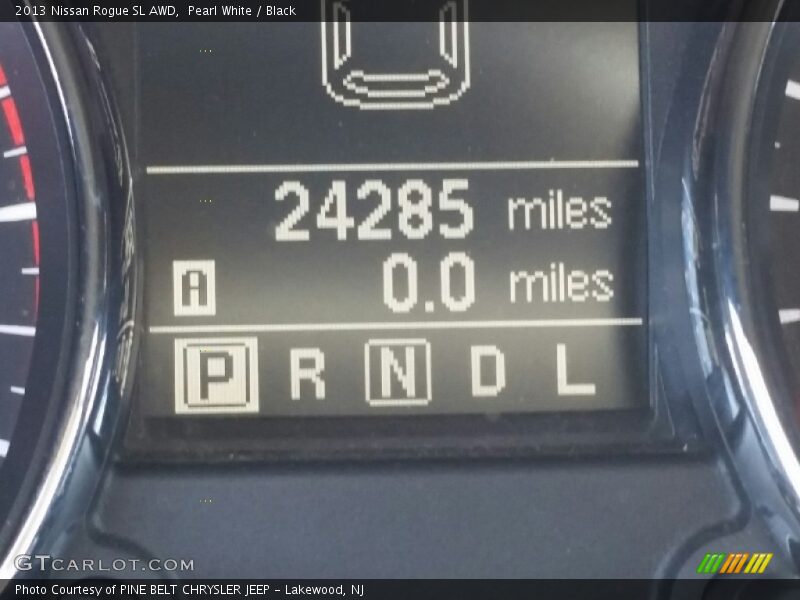 2013 Nissan Rogue SL AWD,  Pearl White / Black
24285 miles
A 0.0 miles
P R N D L
GTCARLOT.COM
Photo Courtesy of PINE BELT CHRYSLER JEEP - Lakewood, NJ